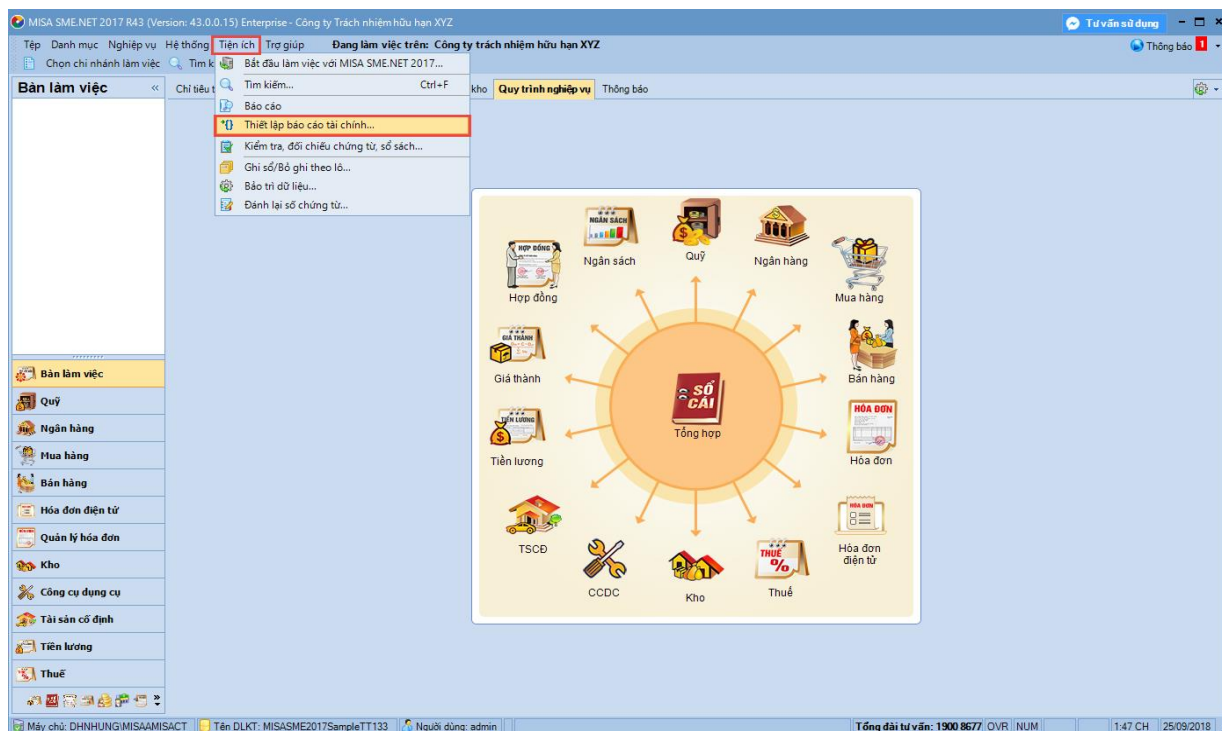 MISA SME.NET 2017 R43 (Version: 43.0.0.15) Enterprise - Công ty Trách nhiệm hữu hạn XYZ
Tư vấn sử dụng
Tệp Danh mục Nghiệp vụ Hệ thống Tiện ích Trợ giúp Đang làm việc trên: Công ty trách nhiệm hữu hạn XYZ
Thông báo 1
Chọn chi nhánh làm việc Tìm k
Bắt đầu làm việc với MISA SME.NET 2017...
Tìm kiếm... Ctrl+F
Báo cáo
Thiết lập báo cáo tài chính...
Kiểm tra, đối chiếu chứng từ, sổ sách...
Ghi sổ/Bỏ ghi theo lô...
Bảo trì dữ liệu...
Đánh lại số chứng từ...
Bàn làm việc «
Chỉ tiêu t
kho Quy trình nghiệp vụ Thông báo
NGÂN SÁCH
Ngân sách
Quỹ
Ngân hàng
HỢP ĐỒNG
Hợp đồng
Mua hàng
GIÁ THÀNH
Giá thành
Bán hàng
SỔ CÁI
Tổng hợp
TIỀN LƯƠNG
Tiền lương
HÓA ĐƠN
Hóa đơn
TSCĐ
CCDC
Kho
THUẾ %
Thuế
HÓA ĐƠN
Hóa đơn
điện tử
Bàn làm việc
Quỹ
Ngân hàng
Mua hàng
Bán hàng
Hóa đơn điện tử
Quản lý hóa đơn
Kho
Công cụ dụng cụ
Tài sản cố định
Tiền lương
Thuế
Máy chủ: DHNHUNG\MISAAMISACT Tên DLKT: MISASME2017SampleTT133 Người dùng: admin Tổng đài tư vấn: 1900 8677 OVR NUM 1:47 CH 25/09/2018